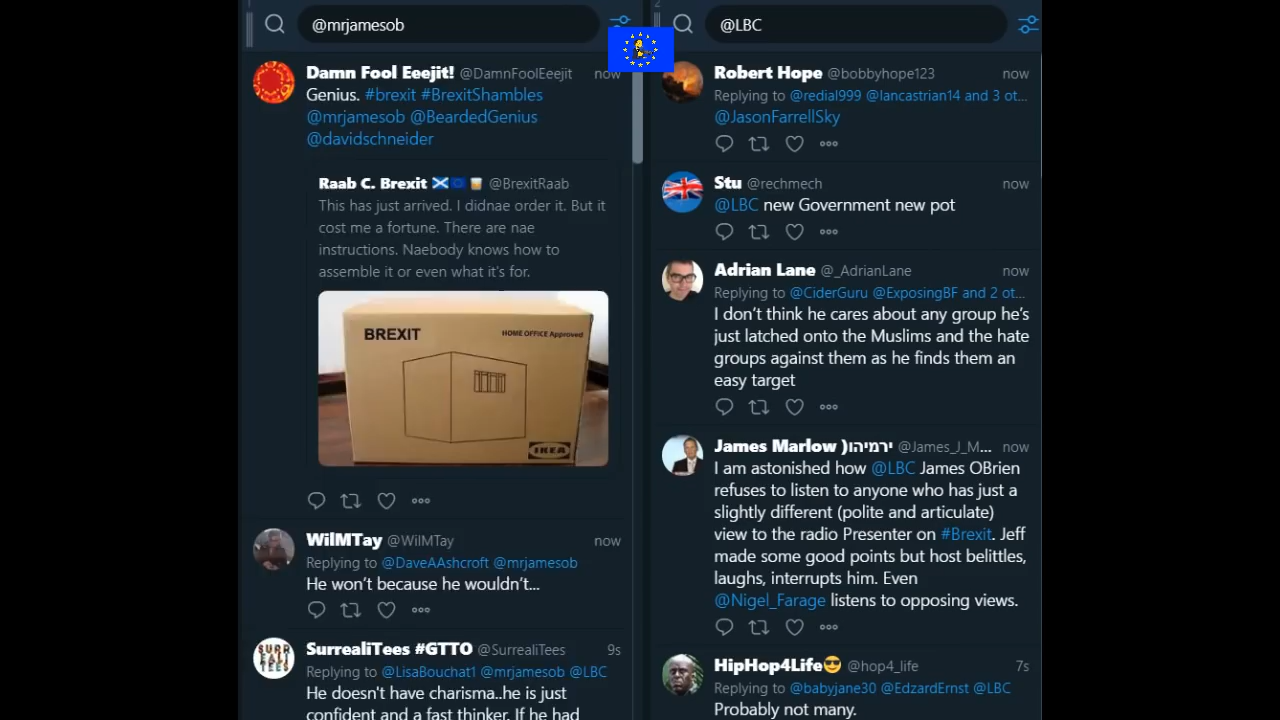 1
@mrjamesob
Damn Fool Eeejit! @DamnFoolEeejit now
Genius. #brexit #BrexitShambles
@mrjamesob @BeardedGenius
@davidschneider
Raab C. Brexit 🏴󠁧󠁢󠁳󠁣󠁴󠁿🇪🇺🥃 @BrexitRaab
This has just arrived. I didnae order it. But it
cost me a fortune. There are nae
instructions. Naebody knows how to
assemble it or even what it's for.
BREXIT
HOME OFFICE Approved
IKEA
WilMTay @WilMTay now
Replying to @DaveAAshcroft @mrjamesob
He won't because he wouldn't...
SurrealiTees #GTTO @SurrealiTees 9s
Replying to @LisaBouchat1 @mrjamesob @LBC
He doesn't have charisma..he is just
confident and a fast thinker. If he had
2
@LBC
Robert Hope @bobbyhope123 now
Replying to @redial999 @lancastrian14 and 3 ot...
@JasonFarrellSky
Stu @rechmech now
@LBC new Government new pot
Adrian Lane @_AdrianLane now
Replying to @CiderGuru @ExposingBF and 2 ot...
I don't think he cares about any group he's
just latched onto the Muslims and the hate
groups against them as he finds them an
easy target
James Marlow )ירמיהו @James_J_M... now
I am astonished how @LBC James OBrien
refuses to listen to anyone who has just a
slightly different (polite and articulate)
view to the radio Presenter on #Brexit. Jeff
made some good points but host belittles,
laughs, interrupts him. Even
@Nigel_Farage listens to opposing views.
HipHop4Life😎 @hop4_life 7s
Replying to @babyjane30 @EdzardErnst @LBC
Probably not many.